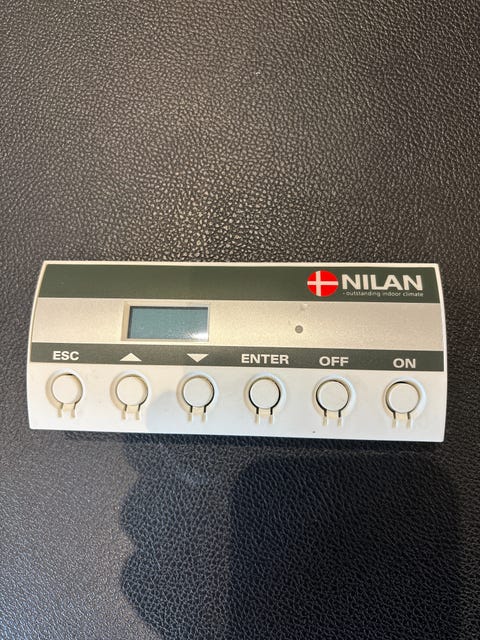 NILAN
- outstanding indoor climate
ESC ▲ ▼ ENTER OFF ON